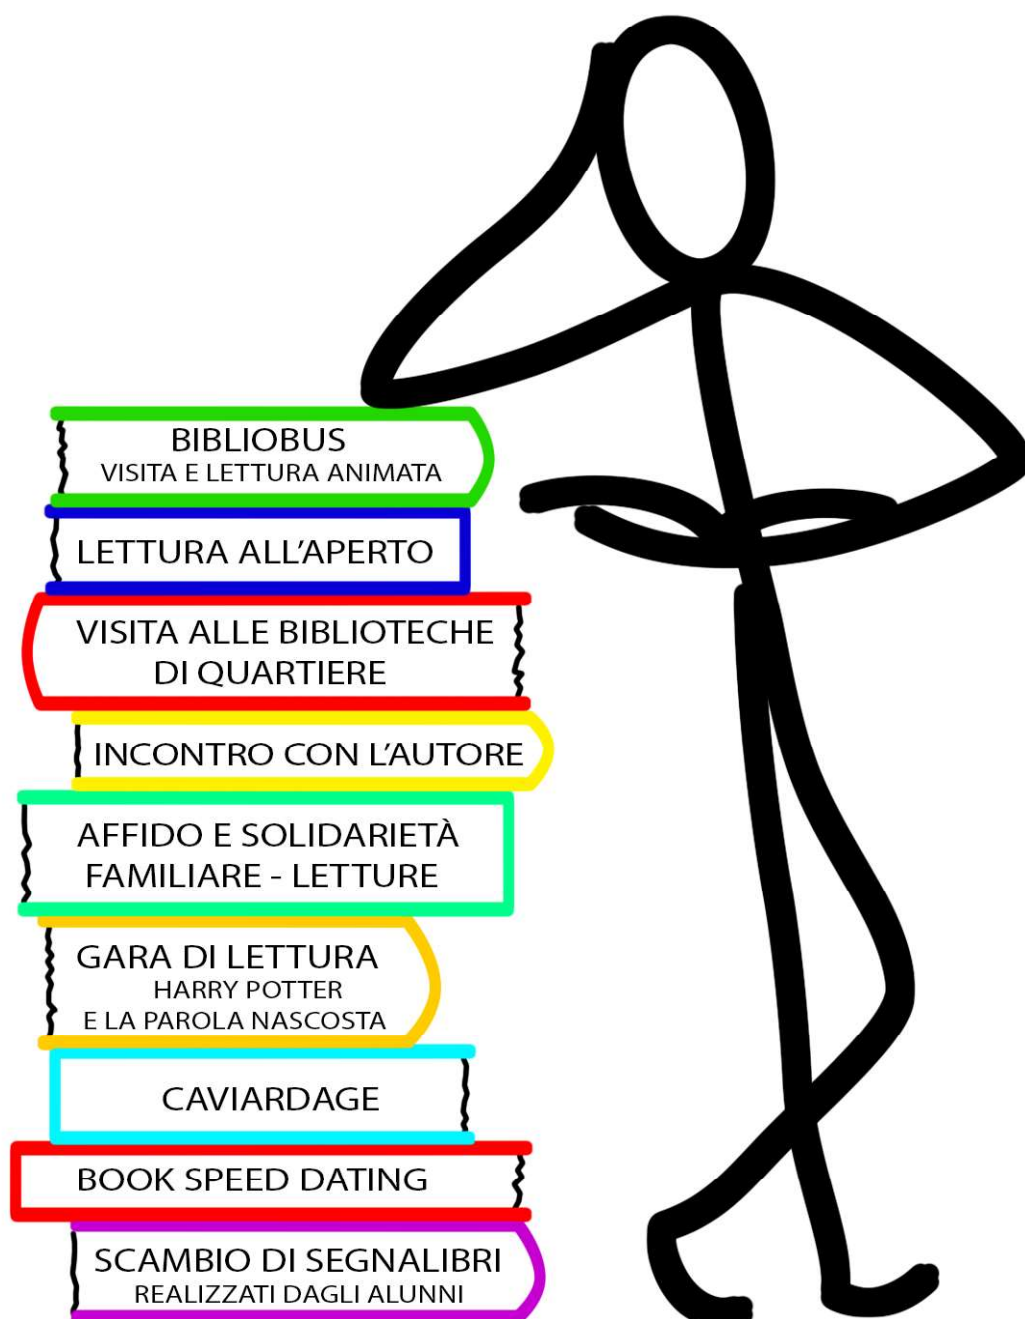 BIBLIOBUS
VISITA E LETTURA ANIMATA
LETTURA ALL'APERTO
VISITA ALLE BIBLIOTECHE
DI QUARTIERE
INCONTRO CON L'AUTORE
AFFIDO E SOLIDARIETÀ
FAMILIARE - LETTURE
GARA DI LETTURA
HARRY POTTER
E LA PAROLA NASCOSTA
CAVIARDAGE
BOOK SPEED DATING
SCAMBIO DI SEGNALIBRI
REALIZZATI DAGLI ALUNNI